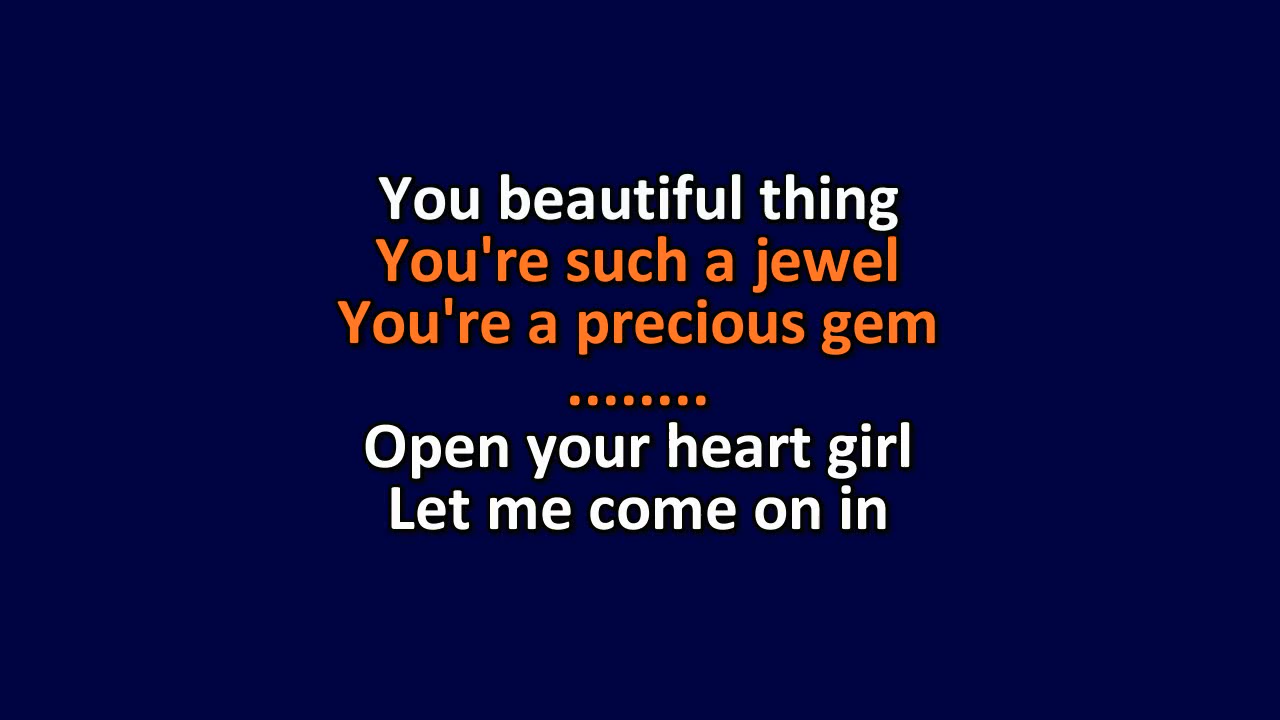 You beautiful thing
You're such a jewel
You're a precious gem
........
Open your heart girl
Let me come on in